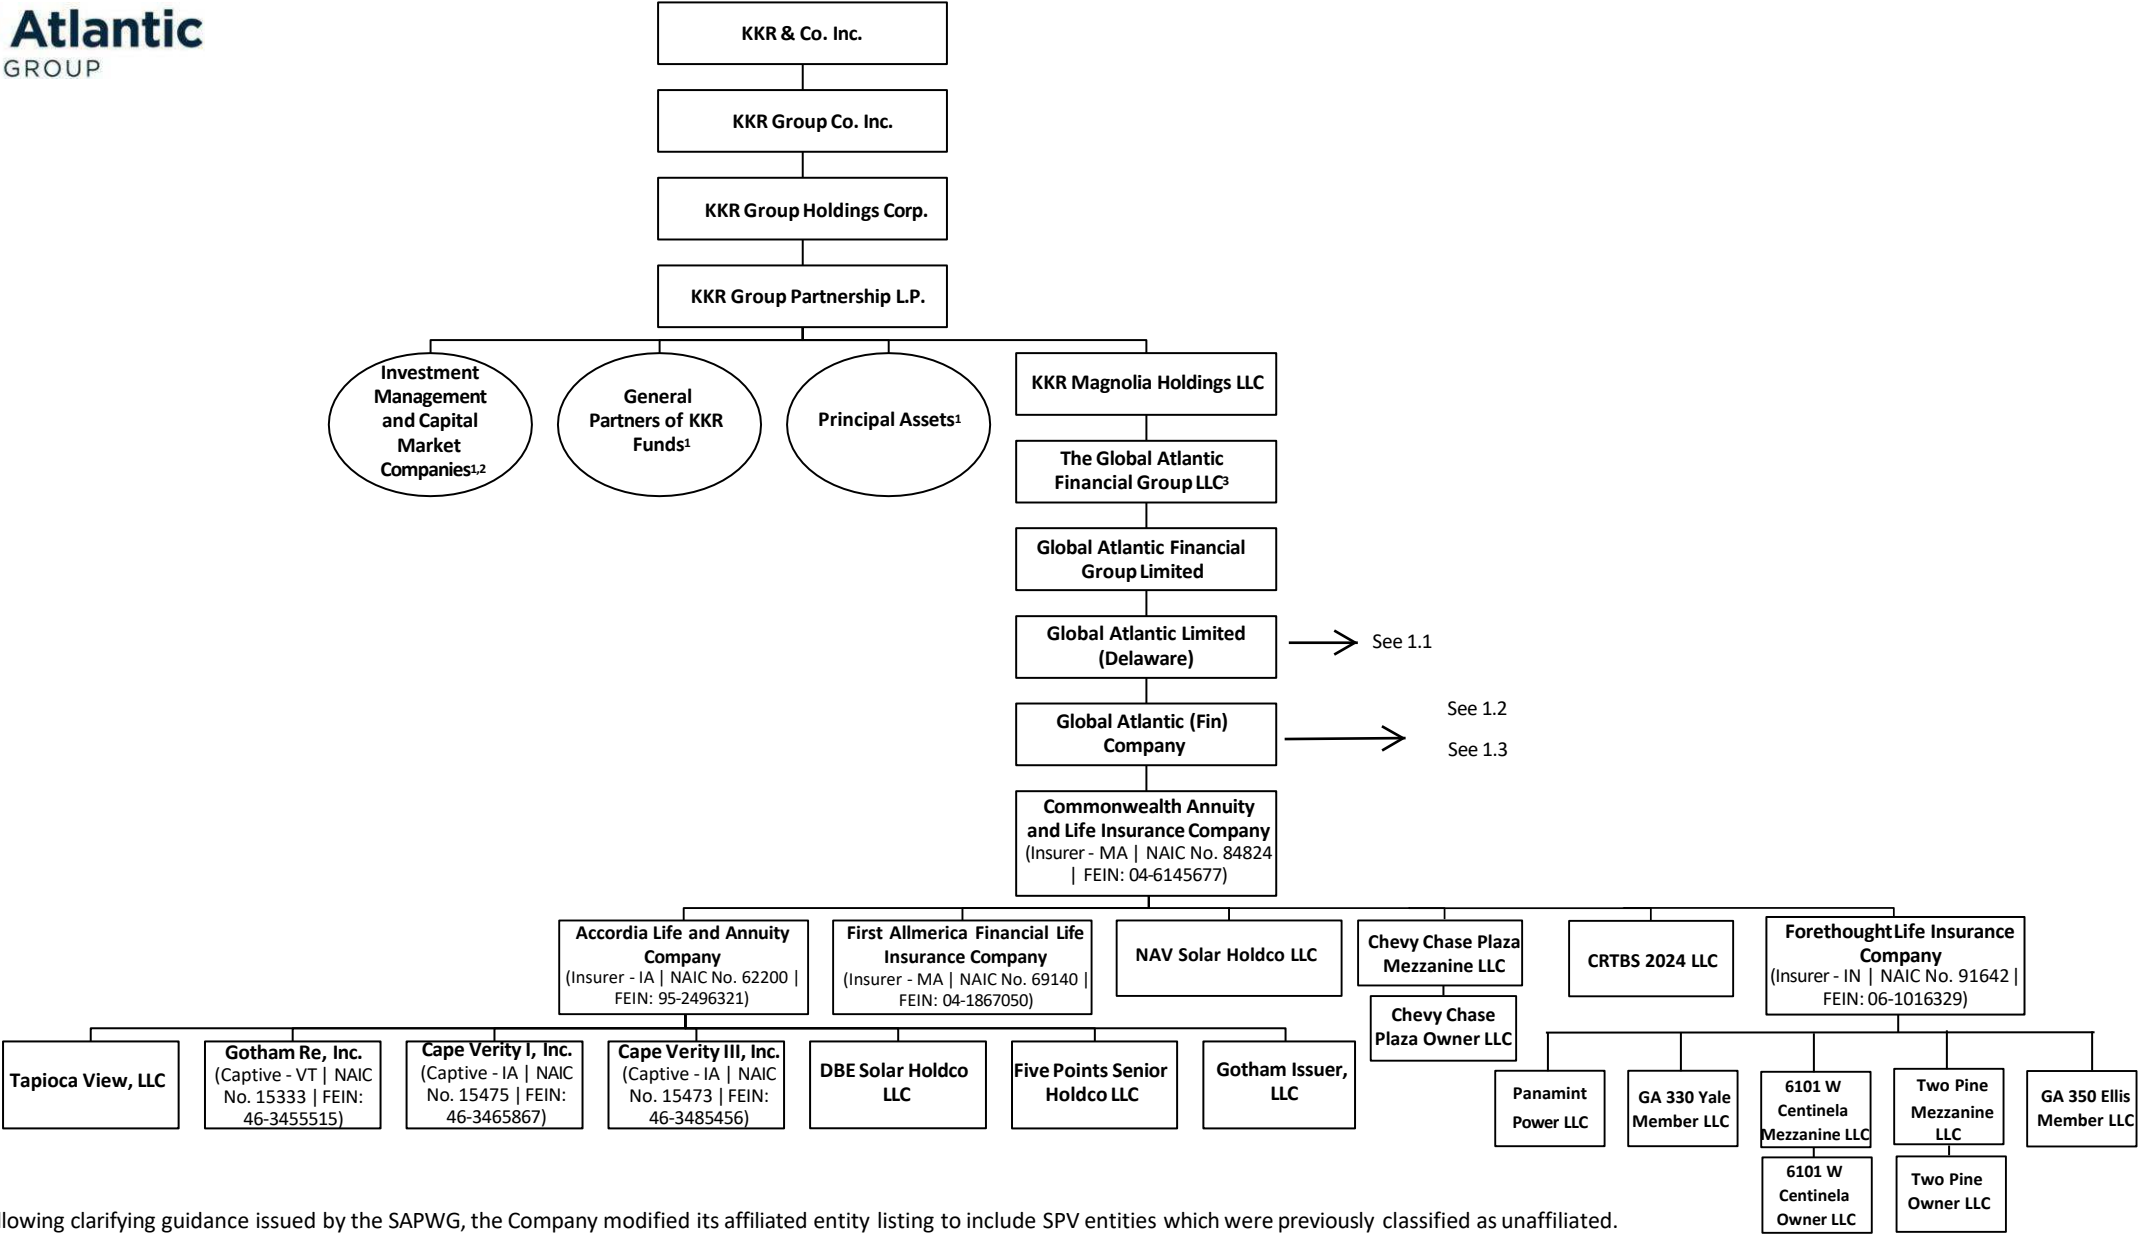 Atlantic
GROUP
KKR & Co. Inc.
KKR Group Co. Inc.
KKR Group Holdings Corp.
KKR Group Partnership L.P.
Investment
Management
and Capital
Market
Companies1,2
General
Partners of KKR
Funds1
Principal Assets1
KKR Magnolia Holdings LLC
The Global Atlantic
Financial Group LLC3
Global Atlantic Financial
Group Limited
Global Atlantic Limited
(Delaware)
See 1.1
Global Atlantic (Fin)
Company
See 1.2
See 1.3
Commonwealth Annuity
and Life Insurance Company
(Insurer - MA | NAIC No. 84824
| FEIN: 04-6145677)
Accordia Life and Annuity
Company
(Insurer - IA | NAIC No. 62200 |
FEIN: 95-2496321)
First Allmerica Financial Life
Insurance Company
(Insurer - MA | NAIC No. 69140 |
FEIN: 04-1867050)
NAV Solar Holdco LLC
Chevy Chase Plaza
Mezzanine LLC
Chevy Chase
Plaza Owner LLC
CRTBS 2024 LLC
Forethought Life Insurance
Company
(Insurer - IN | NAIC No. 91642 |
FEIN: 06-1016329)
Tapioca View, LLC
Gotham Re, Inc.
(Captive - VT | NAIC
No. 15333 | FEIN:
46-3455515)
Cape Verity I, Inc.
(Captive - IA | NAIC
No. 15475 | FEIN:
46-3465867)
Cape Verity III, Inc.
(Captive - IA | NAIC
No. 15473 | FEIN:
46-3485456)
DBE Solar Holdco
LLC
Five Points Senior
Holdco LLC
Gotham Issuer,
LLC
Panamint
Power LLC
GA 330 Yale
Member LLC
6101 W
Centinela
Mezzanine LLC
6101 W
Centinela
Owner LLC
Two Pine
Mezzanine
LLC
Two Pine
Owner LLC
GA 350 Ellis
Member LLC
llowing clarifying guidance issued by the SAPWG, the Company modified its affiliated entity listing to include SPV entities which were previously classified as unaffiliated.